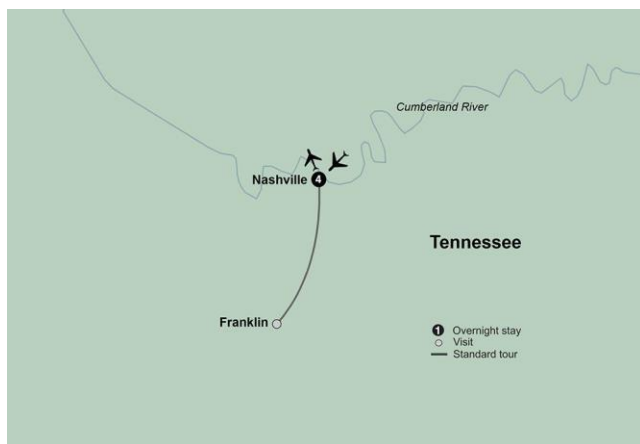 Cumberland River
Nashville 4
Tennessee
Franklin
1 Overnight stay
Visit
Standard tour